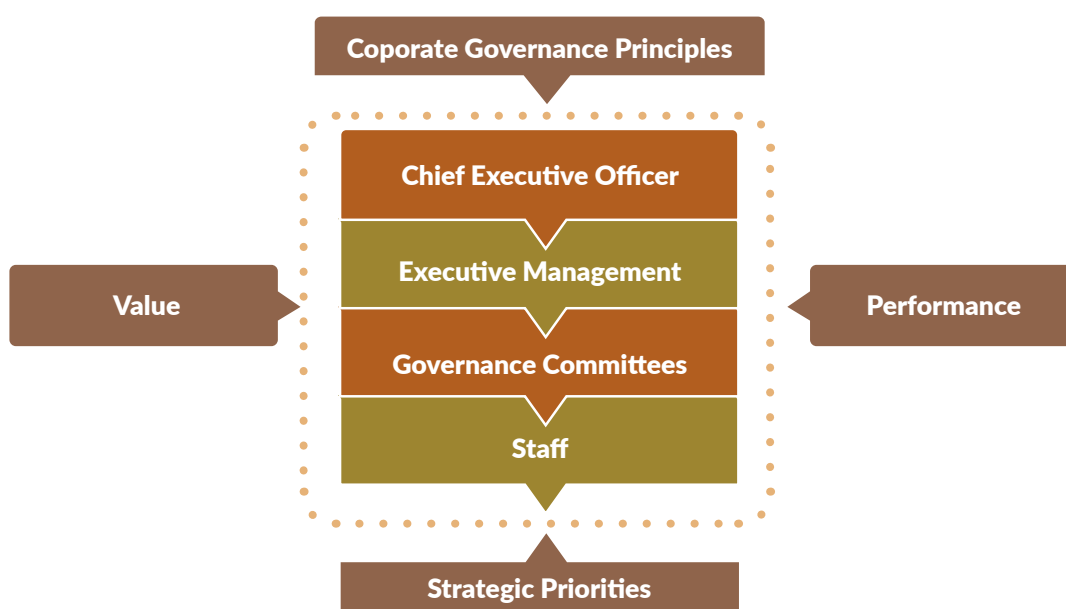 Coporate Governance Principles
Chief Executive Officer
Executive Management
Value
Performance
Governance Committees
Staff
Strategic Priorities